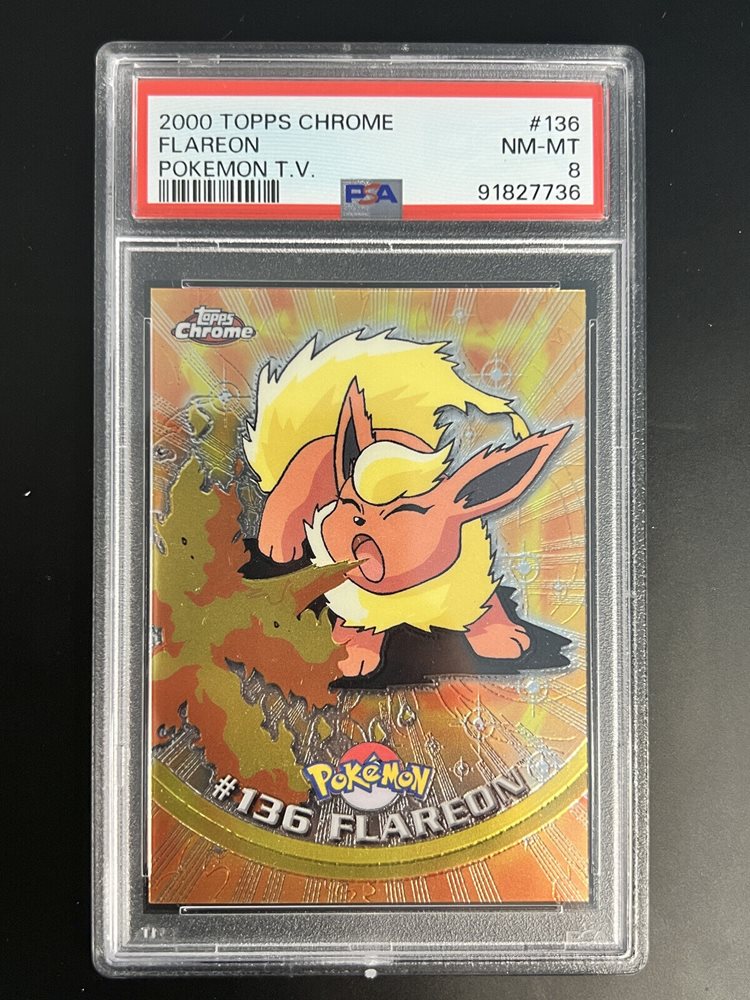 2000 TOPPS CHROME #136
FLAREON NM-MT
POKEMON T.V. 8
PSA 91827736
Topps
Chrome
POKéMON
#136 FLAREON